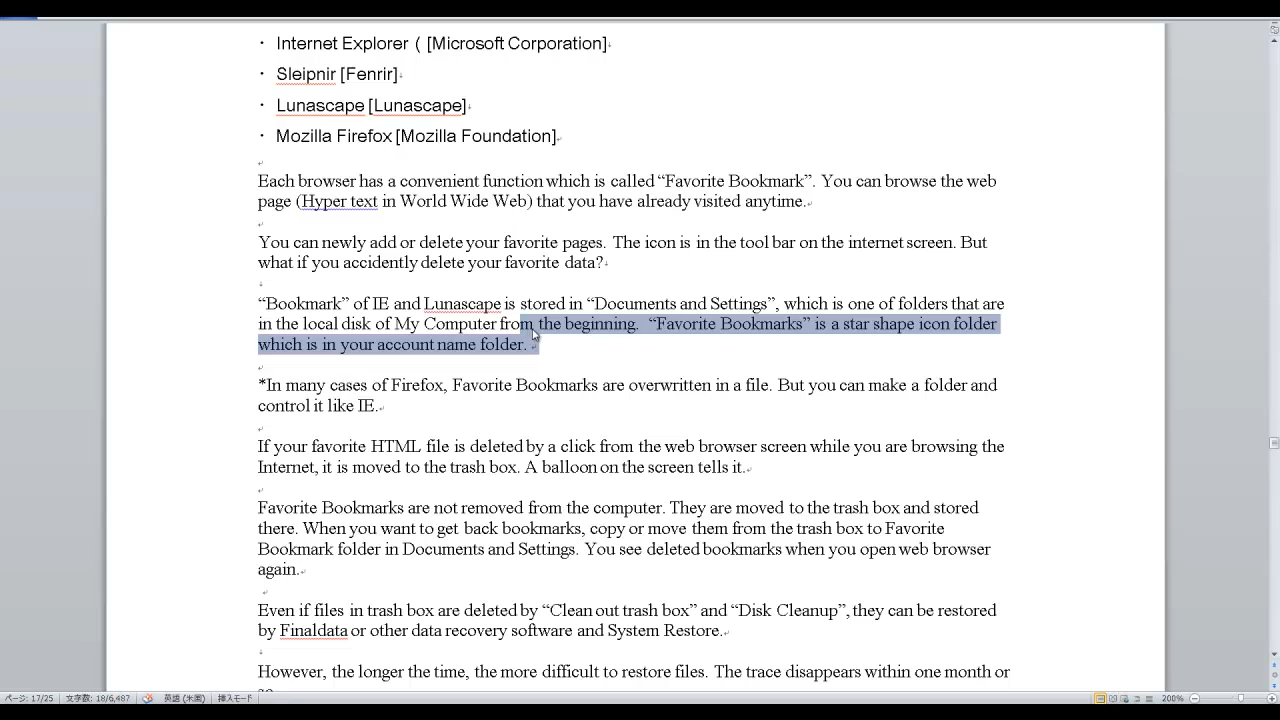 ・ Internet Explorer ( [Microsoft Corporation]
・ Sleipnir [Fenrir]
・ Lunascape [Lunascape]
・ Mozilla Firefox [Mozilla Foundation]
Each browser has a convenient function which is called “Favorite Bookmark”. You can browse the web
page (Hyper text in World Wide Web) that you have already visited anytime.
You can newly add or delete your favorite pages. The icon is in the tool bar on the internet screen. But
what if you accidently delete your favorite data?
“Bookmark” of IE and Lunascape is stored in “Documents and Settings”, which is one of folders that are
in the local disk of My Computer from the beginning. “Favorite Bookmarks” is a star shape icon folder
which is in your account name folder.
*In many cases of Firefox, Favorite Bookmarks are overwritten in a file. But you can make a folder and
control it like IE.
If your favorite HTML file is deleted by a click from the web browser screen while you are browsing the
Internet, it is moved to the trash box. A balloon on the screen tells it.
Favorite Bookmarks are not removed from the computer. They are moved to the trash box and stored
there. When you want to get back bookmarks, copy or move them from the trash box to Favorite
Bookmark folder in Documents and Settings. You see deleted bookmarks when you open web browser
again.
Even if files in trash box are deleted by “Clean out trash box” and “Disk Cleanup”, they can be restored
by Finaldata or other data recovery software and System Restore.
However, the longer the time, the more difficult to restore files. The trace disappears within one month or
ページ: 17/25 文字数: 18/6,487 英語 (米国) 挿入モード 200%